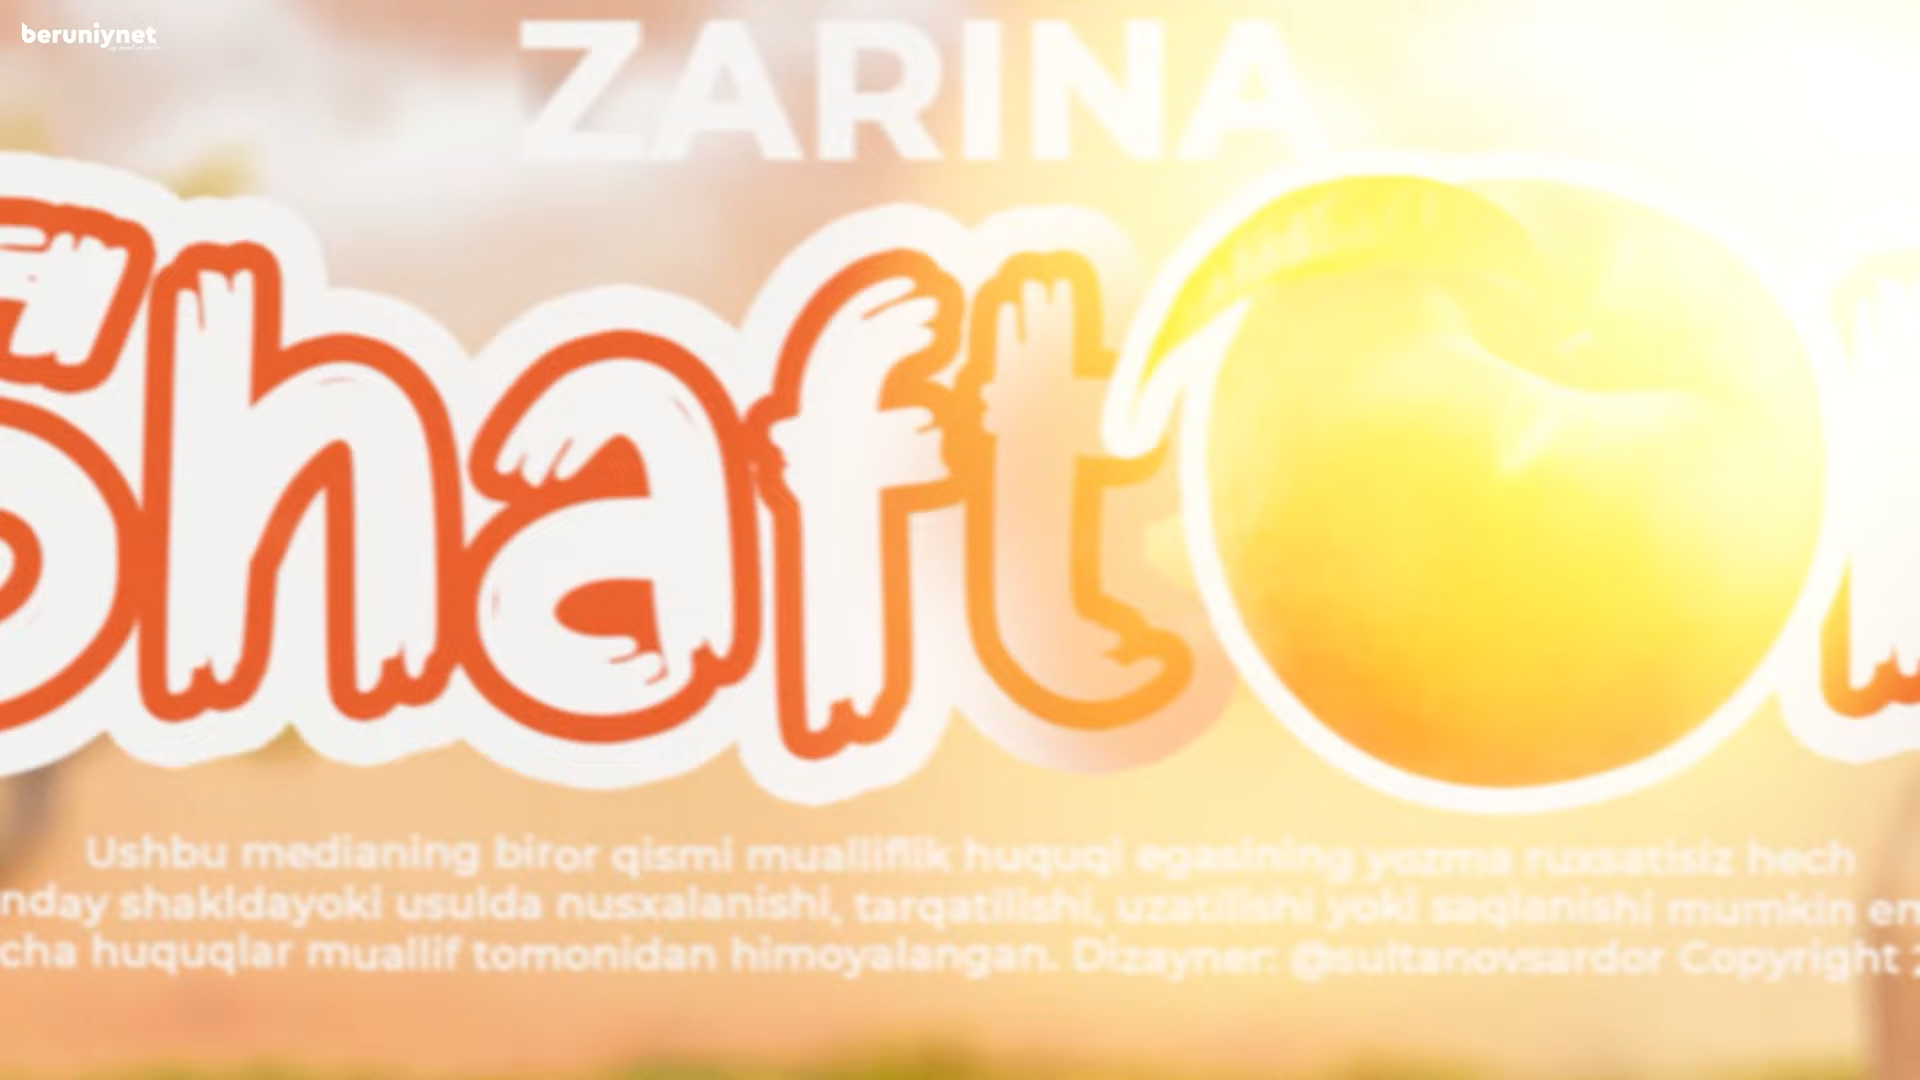 beruniynet
ZARINA
Shaft
Ushbu medianing biror qismi mualliflik huquqi egasining yozma ruxsatisiz hech
nday shakldayoki usulda nusxalanishi, tarqatilishi, uzatilishi yoki saqlanishi mumkin em
cha huquqlar muallif tomonidan himoyalangan. Dizayner: @sultanovsardor Copyright